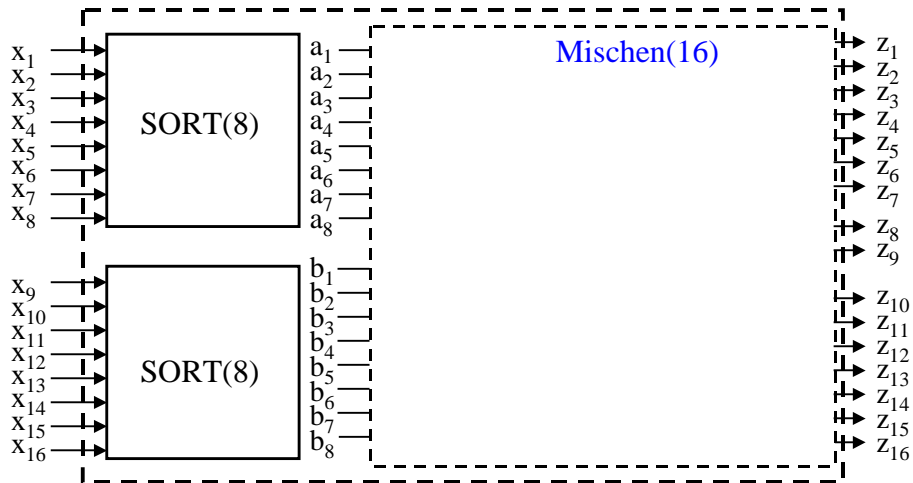 Mischen(16)
SORT(8)
SORT(8)
x1
x2
x3
x4
x5
x6
x7
x8
x9
x10
x11
x12
x13
x14
x15
x16
a1
a2
a3
a4
a5
a6
a7
a8
b1
b2
b3
b4
b5
b6
b7
b8
z1
z2
z3
z4
z5
z6
z7
z8
z9
z10
z11
z12
z13
z14
z15
z16